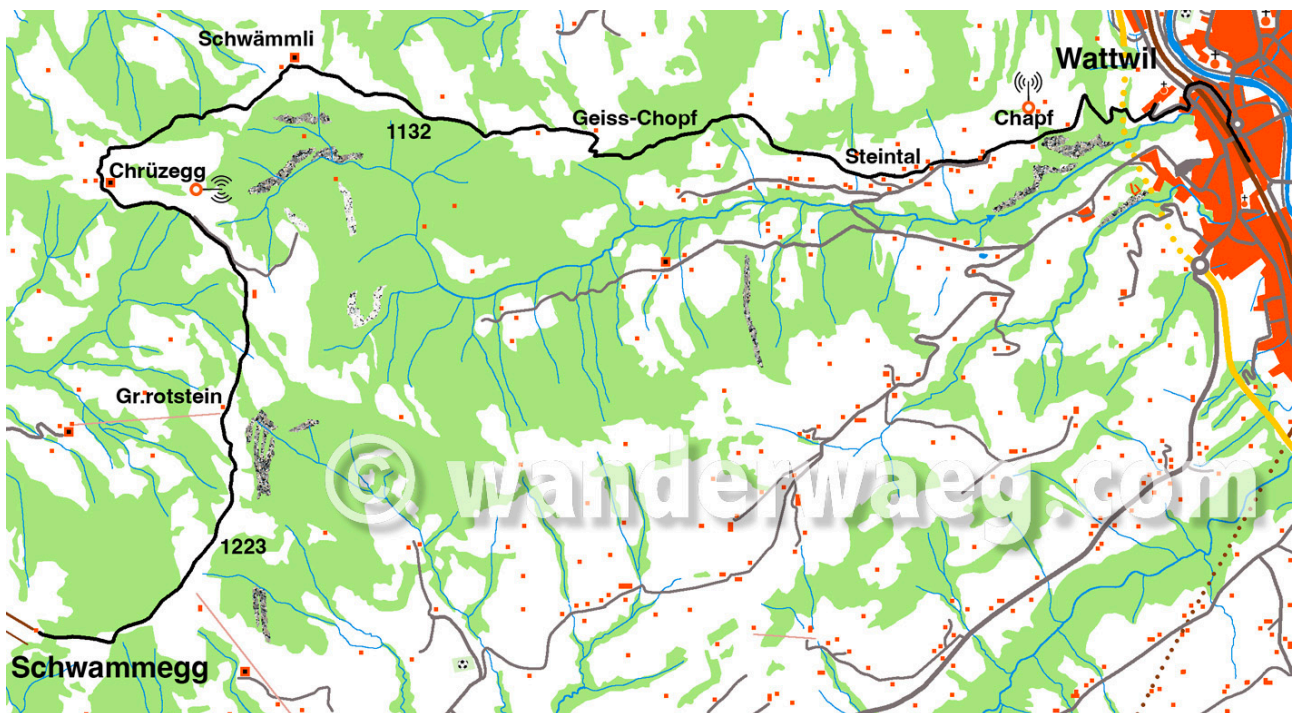 Schwämmli
Wattwil
Geiss-Chopf
Chapf
1132
Steintal
Chrüzegg
Gr.rotstein
© wanderwaeg.com
1223
Schwammegg